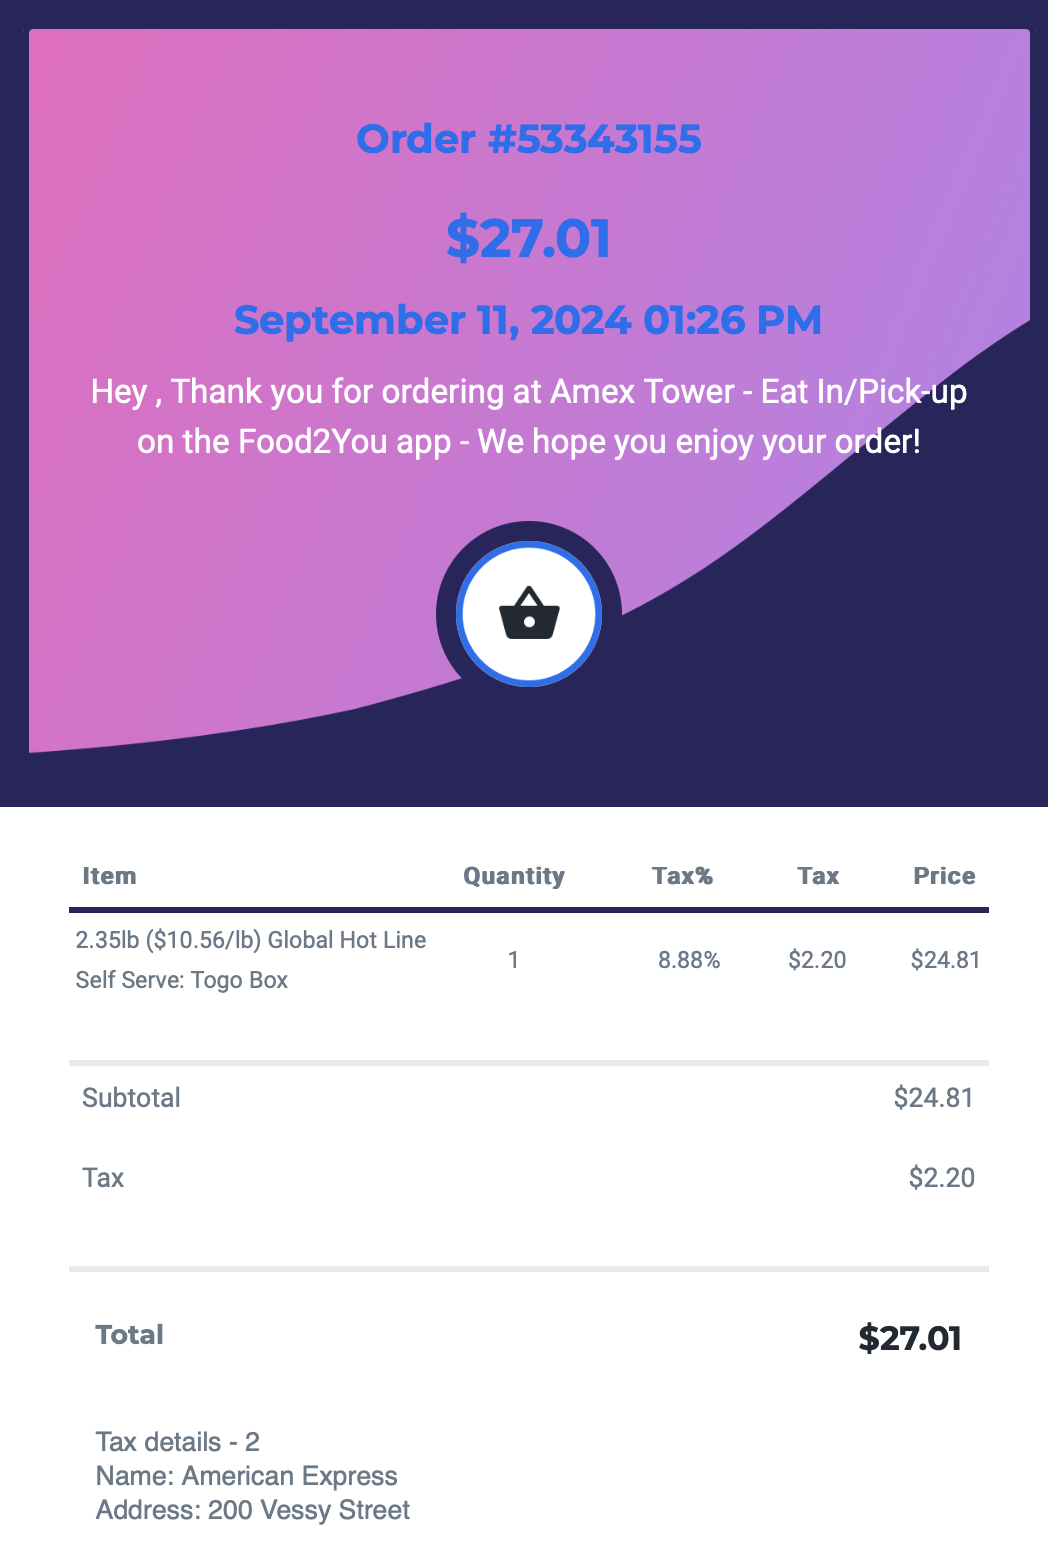 Order #53343155
$27.01
September 11, 2024 01:26 PM
Hey , Thank you for ordering at Amex Tower - Eat In/Pick-up
on the Food2You app - We hope you enjoy your order!
Item Quantity Tax% Tax Price
2.35lb ($10.56/lb) Global Hot Line
Self Serve: Togo Box 1 8.88% $2.20 $24.81
Subtotal $24.81
Tax $2.20
Total $27.01
Tax details - 2
Name: American Express
Address: 200 Vessy Street